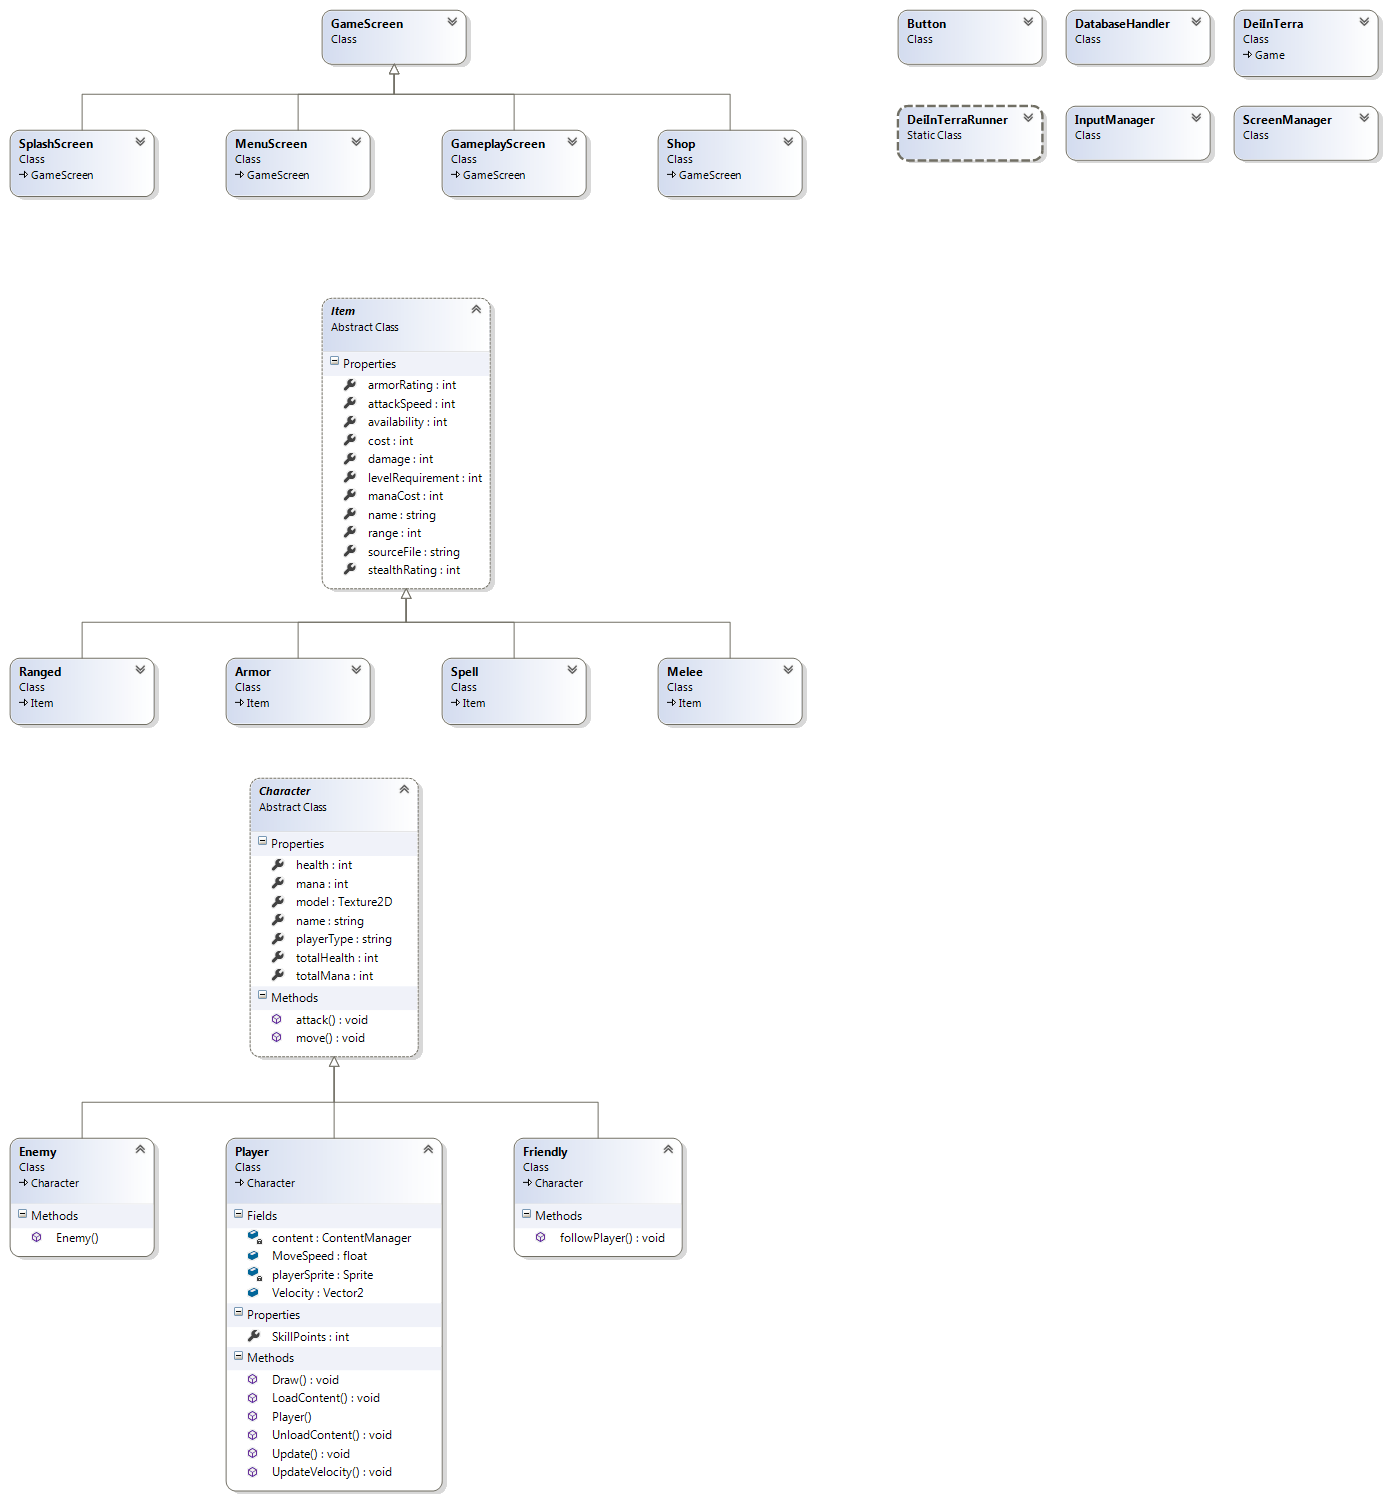 GameScreen
Class
SplashScreen
Class
GameScreen
MenuScreen
Class
GameScreen
GameplayScreen
Class
GameScreen
Shop
Class
GameScreen
Button
Class
DatabaseHandler
Class
DeiInTerra
Class
Game
DeiInTerraRunner
Static Class
InputManager
Class
ScreenManager
Class
Item
Abstract Class
Properties
armorRating : int
attackSpeed : int
availability : int
cost : int
damage : int
levelRequirement : int
manaCost : int
name : string
range : int
sourceFile : string
stealthRating : int
Ranged
Class
Item
Armor
Class
Item
Spell
Class
Item
Melee
Class
Item
Character
Abstract Class
Properties
health : int
mana : int
model : Texture2D
name : string
playerType : string
totalHealth : int
totalMana : int
Methods
attack() : void
move() : void
Enemy
Class
Character
Methods
Enemy()
Player
Class
Character
Fields
content : ContentManager
MoveSpeed : float
playerSprite : Sprite
Velocity : Vector2
Properties
SkillPoints : int
Methods
Draw() : void
LoadContent() : void
Player()
UnloadContent() : void
Update() : void
UpdateVelocity() : void
Friendly
Class
Character
Methods
followPlayer() : void